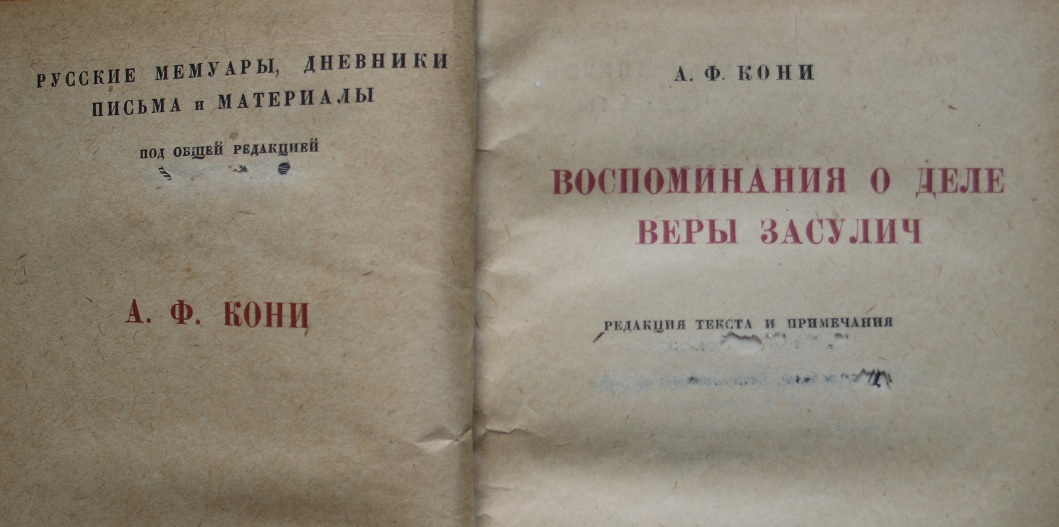 РУССКИЕ МЕМУАРЫ, ДНЕВНИКИ
ПИСЬМА и МАТЕРИАЛЫ
ПОД ОБЩЕЙ РЕДАКЦИЕЙ
А. Ф. КОНИ
А. Ф. КОНИ
ВОСПОМИНАНИЯ О ДЕЛЕ
ВЕРЫ ЗАСУЛИЧ
РЕДАКЦИЯ ТЕКСТА И ПРИМЕЧАНИЯ